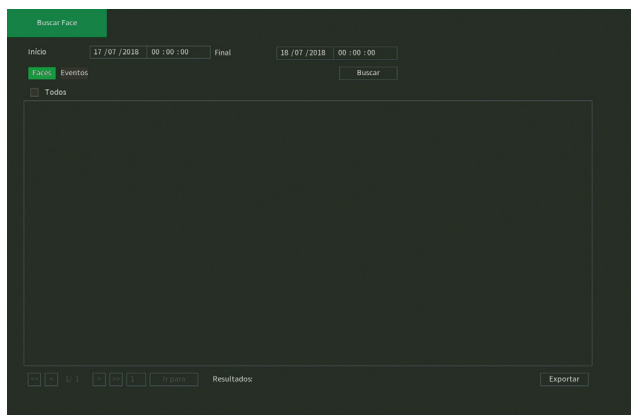 Buscar Face
Início 17 /07 /2018 00 : 00 : 00 Final 18 /07 /2018 00 : 00 : 00
Faces Eventos Buscar
Todos
<< < 1/ 1 > >> 1 Ir para Resultados: Exportar